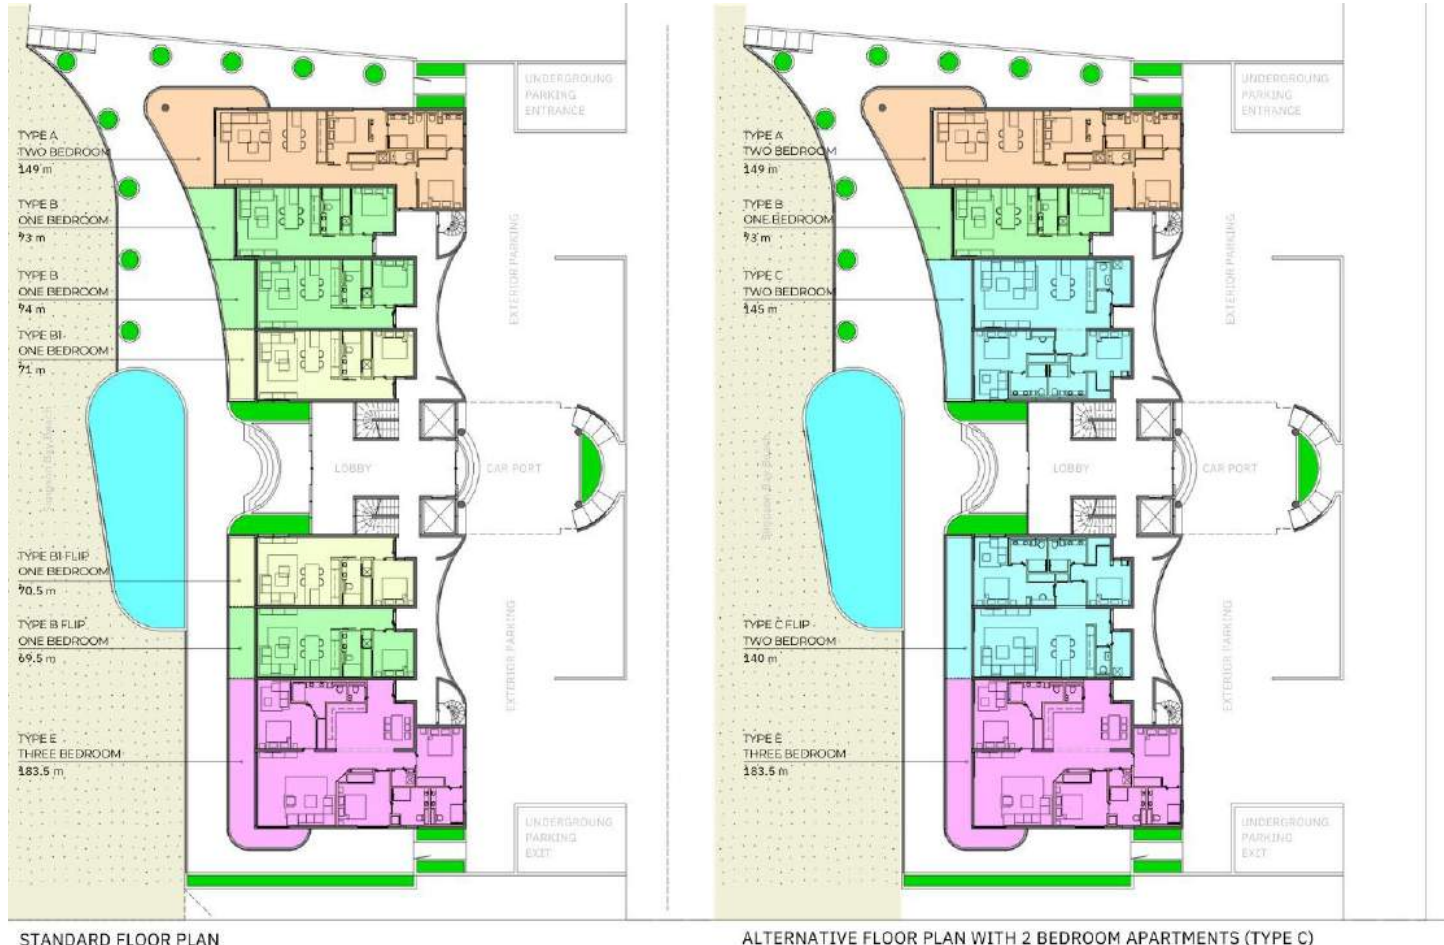 UNDERGROUNG
PARKING
ENTRANCE
TYPE A
TWO BEDROOM
149 m
TYPE B
ONE BEDROOM
73 m
TYPE B
ONE BEDROOM
74 m
TYPE B1
ONE BEDROOM
71 m
EXTERIOR PARKING
LOBBY
CAR PORT
TYPE B1 FLIP
ONE BEDROOM
70.5 m
TYPE B FLIP
ONE BEDROOM
69.5 m
EXTERIOR PARKING
TYPE E
THREE BEDROOM
183.5 m
UNDERGROUNG
PARKING
EXIT
STANDARD FLOOR PLAN
UNDERGROUNG
PARKING
ENTRANCE
TYPE A
TWO BEDROOM
149 m
TYPE B
ONE BEDROOM
73 m
TYPE C
TWO BEDROOM
145 m
EXTERIOR PARKING
LOBBY
CAR PORT
TYPE C FLIP
TWO BEDROOM
140 m
EXTERIOR PARKING
TYPE E
THREE BEDROOM
183.5 m
UNDERGROUNG
PARKING
EXIT
ALTERNATIVE FLOOR PLAN WITH 2 BEDROOM APARTMENTS (TYPE C)